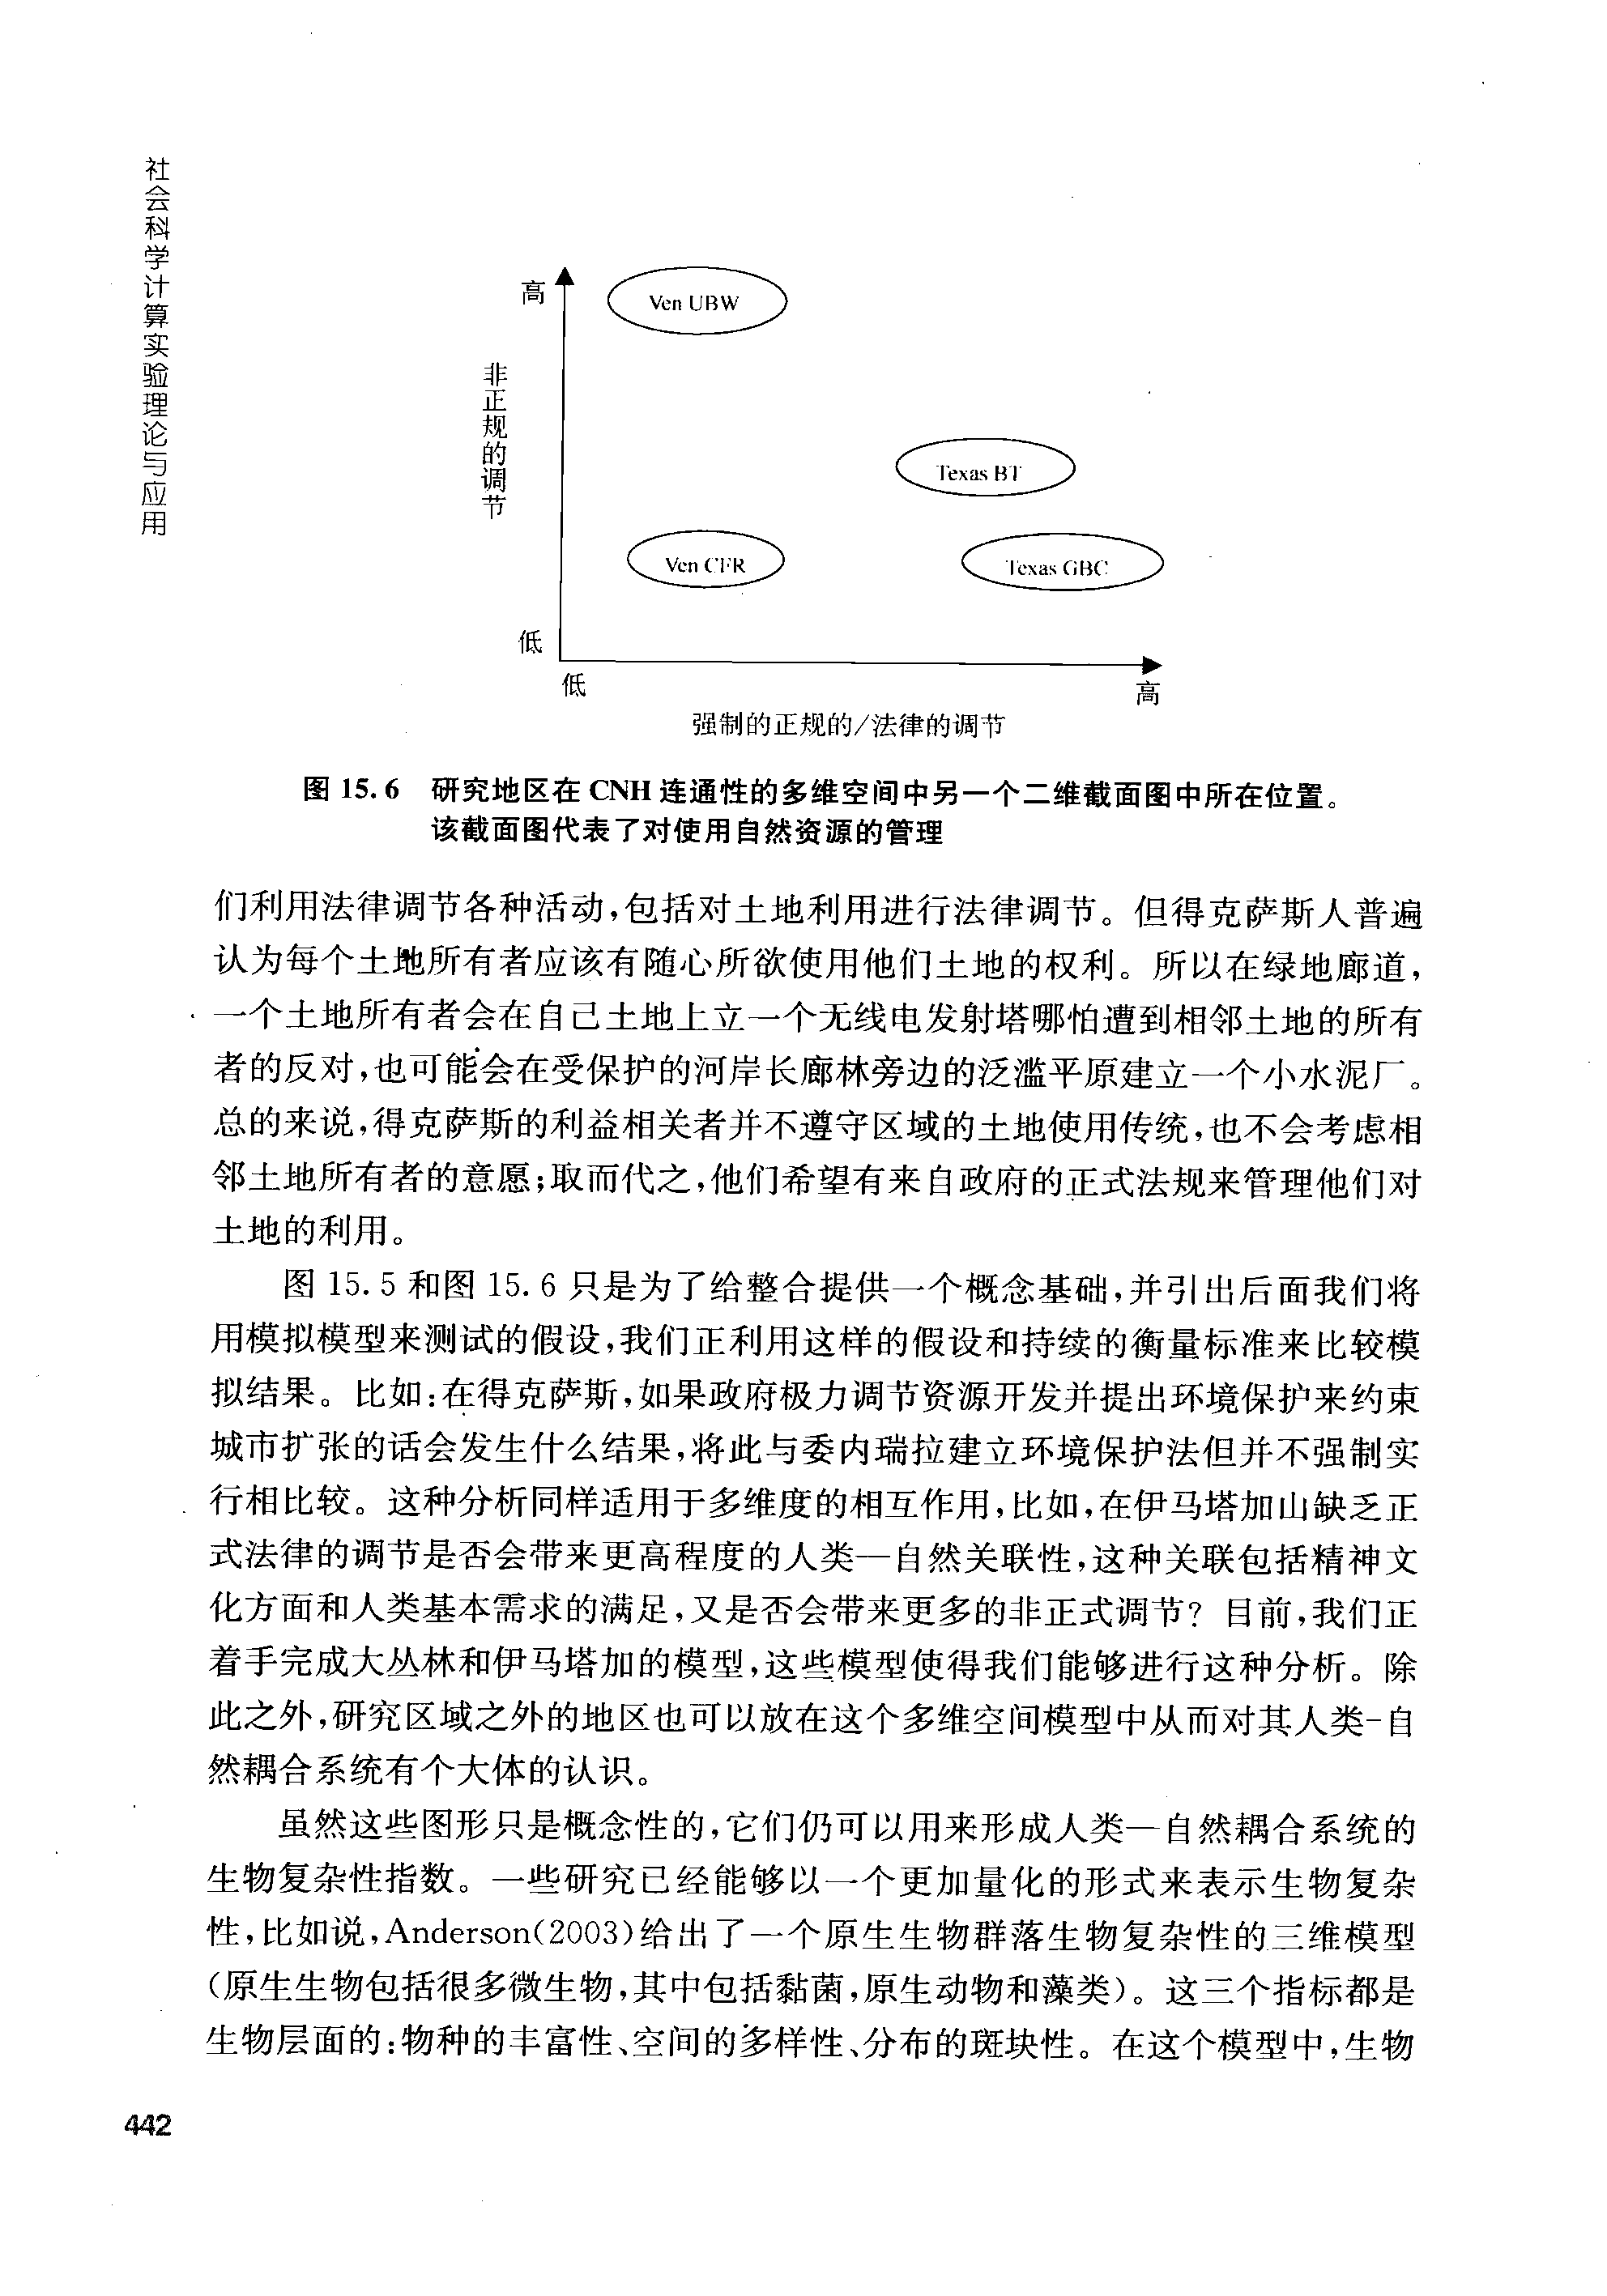 社会科学计算实验理论与应用
高
Ven UBW
非正规的调节
Texas BT
Ven CFR
Texas GBC
低
低
高
强制的正规的/法律的调节
图 15.6 研究地区在 CNH 连通性的多维空间中另一个二维截面图中所在位置。
该截面图代表了对使用自然资源的管理
们利用法律调节各种活动,包括对土地利用进行法律调节。但得克萨斯人普遍
认为每个土地所有者应该有随心所欲使用他们土地的权利。所以在绿地廊道,
一个土地所有者会在自己土地上立一个无线电发射塔哪怕遭到相邻土地的所有
者的反对,也可能会在受保护的河岸长廊林旁边的泛滥平原建立一个小水泥厂。
总的来说,得克萨斯的利益相关者并不遵守区域的土地使用传统,也不会考虑相
邻土地所有者的意愿;取而代之,他们希望有来自政府的正式法规来管理他们对
土地的利用。
图 15.5 和图 15.6 只是为了给整合提供一个概念基础,并引出后面我们将
用模拟模型来测试的假设,我们正利用这样的假设和持续的衡量标准来比较模
拟结果。比如:在得克萨斯,如果政府极力调节资源开发并提出环境保护来约束
城市扩张的话会发生什么结果,将此与委内瑞拉建立环境保护法但并不强制实
行相比较。这种分析同样适用于多维度的相互作用,比如,在伊马塔加山缺乏正
式法律的调节是否会带来更高程度的人类—自然关联性,这种关联包括精神文
化方面和人类基本需求的满足,又是否会带来更多的非正式调节? 目前,我们正
着手完成大丛林和伊马塔加的模型,这些模型使得我们能够进行这种分析。除
此之外,研究区域之外的地区也可以放在这个多维空间模型中从而对其人类-自
然耦合系统有个大体的认识。
虽然这些图形只是概念性的,它们仍可以用来形成人类—自然耦合系统的
生物复杂性指数。一些研究已经能够以一个更加量化的形式来表示生物复杂
性,比如说,Anderson(2003)给出了一个原生生物群落生物复杂性的三维模型
(原生生物包括很多微生物,其中包括黏菌,原生动物和藻类)。这三个指标都是
生物层面的:物种的丰富性、空间的多样性、分布的斑块性。在这个模型中,生物
442